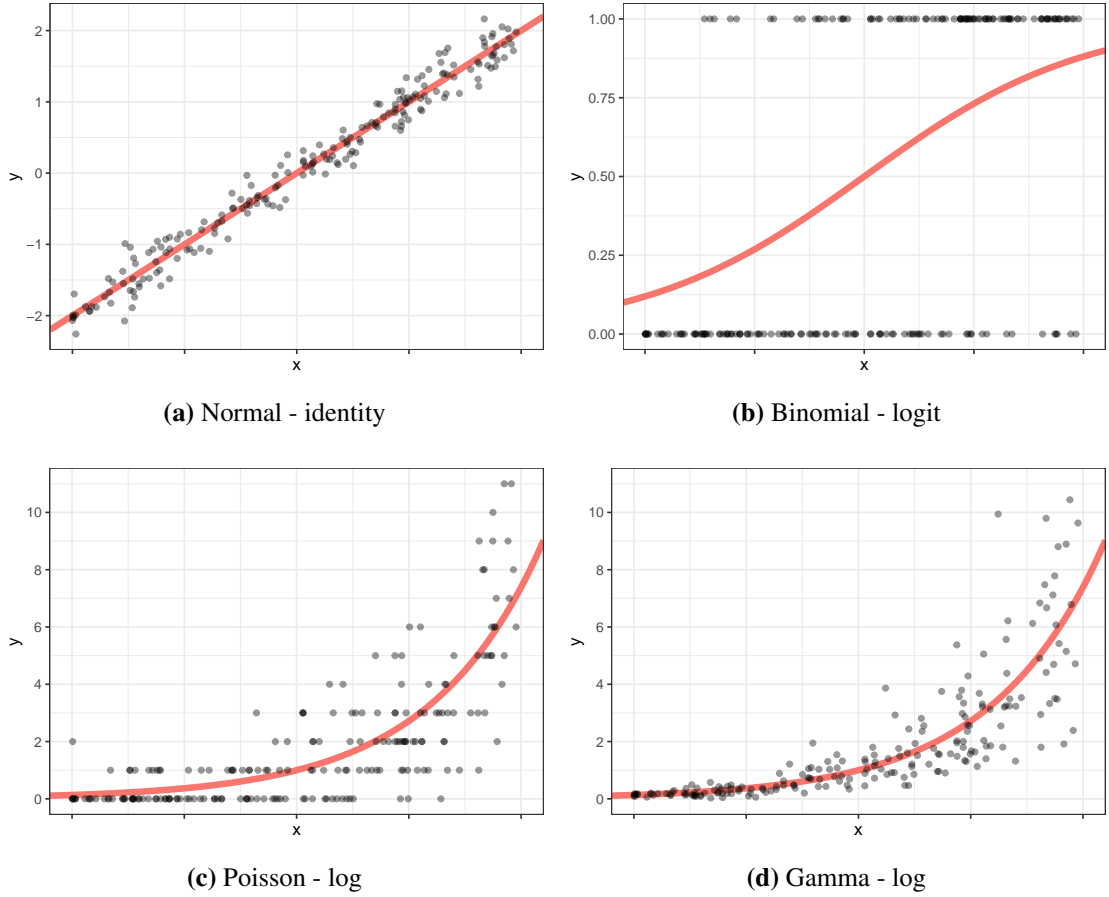 2
1
0
−1
−2
y
x
(a) Normal - identity
1.00
0.75
0.50
0.25
0.00
y
x
(b) Binomial - logit
10
8
6
4
2
0
y
x
(c) Poisson - log
10
8
6
4
2
0
y
x
(d) Gamma - log